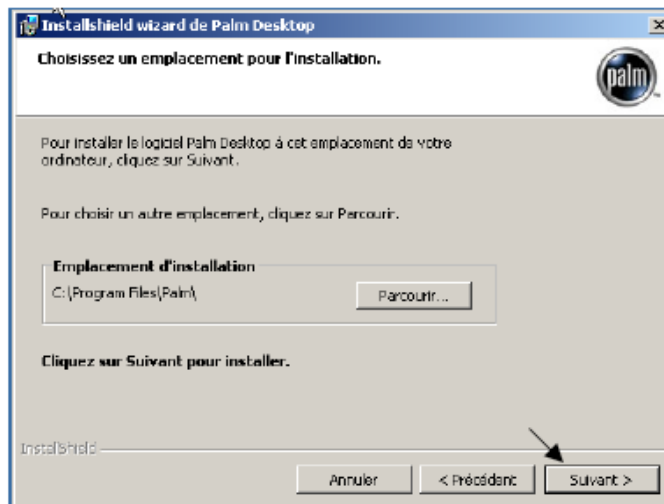 Installshield wizard de Palm Desktop
Choisissez un emplacement pour l'installation.
palm
Pour installer le logiciel Palm Desktop à cet emplacement de votre
ordinateur, cliquez sur Suivant.
Pour choisir un autre emplacement, cliquez sur Parcourir.
Emplacement d'installation
C:\Program Files\Palm\
Parcourir...
Cliquez sur Suivant pour installer.
InstallShield
Annuler
< Précédent
Suivant >